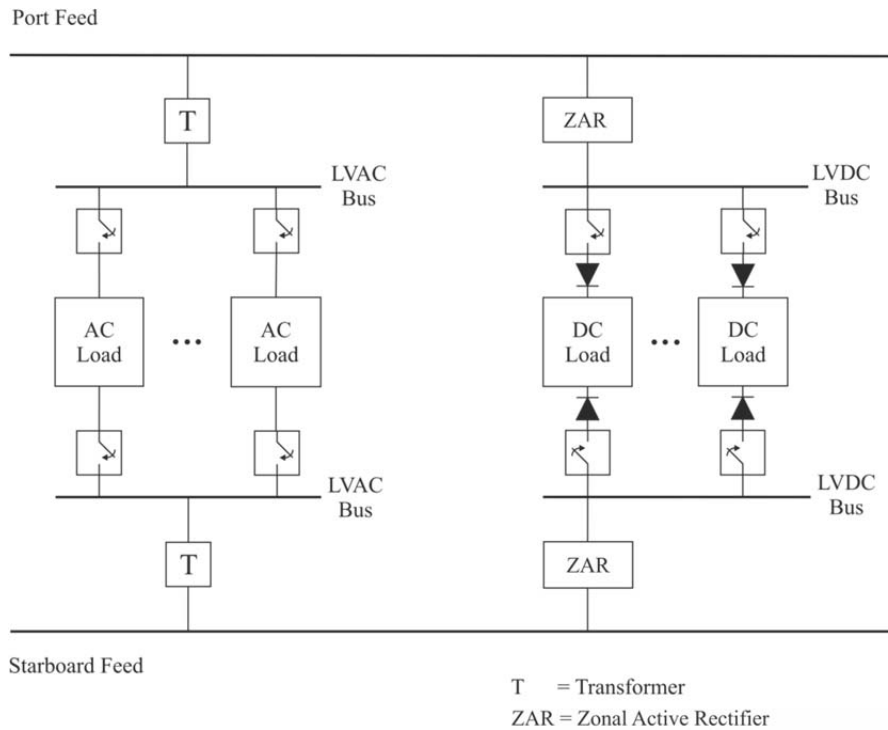 Port Feed
T
ZAR
LVAC
Bus
LVDC
Bus
AC
Load
•••
AC
Load
DC
Load
•••
DC
Load
LVAC
Bus
LVDC
Bus
T
ZAR
Starboard Feed
T = Transformer
ZAR = Zonal Active Rectifier